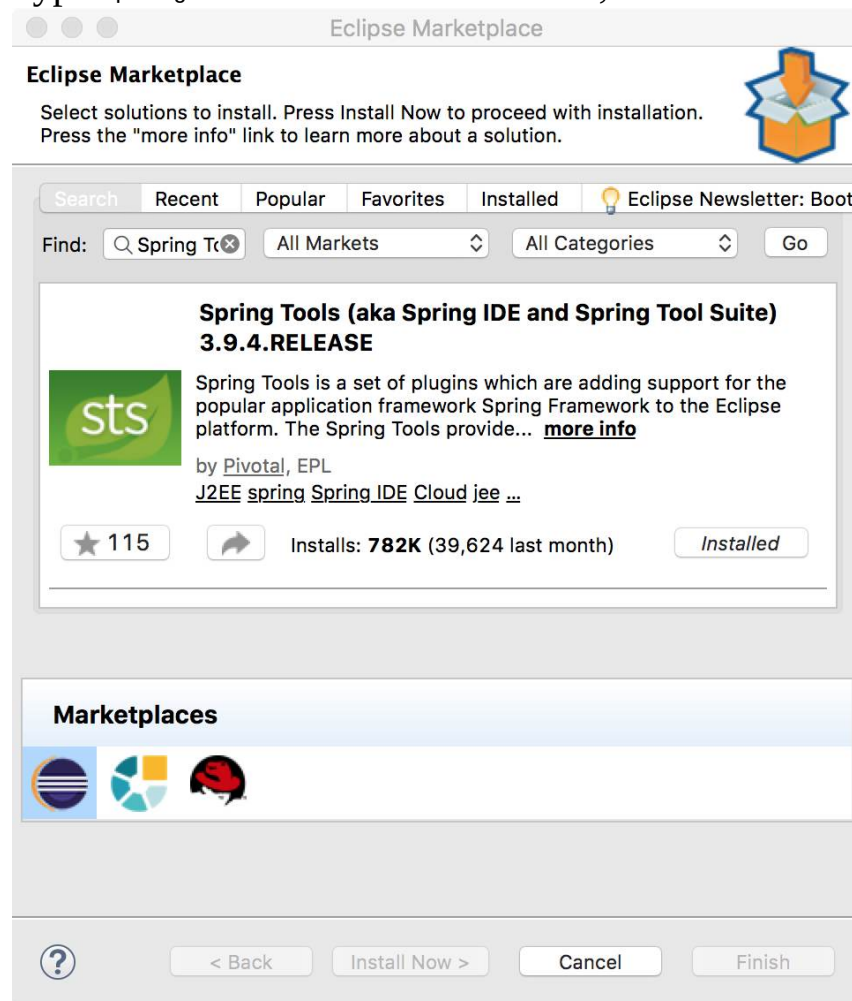 Eclipse Marketplace
Eclipse Marketplace
Select solutions to install. Press Install Now to proceed with installation.
Press the "more info" link to learn more about a solution.
Search Recent Popular Favorites Installed Eclipse Newsletter: Boot
Find: Spring To All Markets All Categories Go
Spring Tools (aka Spring IDE and Spring Tool Suite)
3.9.4.RELEASE
sts
Spring Tools is a set of plugins which are adding support for the
popular application framework Spring Framework to the Eclipse
platform. The Spring Tools provide... more info
by Pivotal, EPL
J2EE spring Spring IDE Cloud jee ...
115 Installs: 782K (39,624 last month) Installed
Marketplaces
? < Back Install Now > Cancel Finish